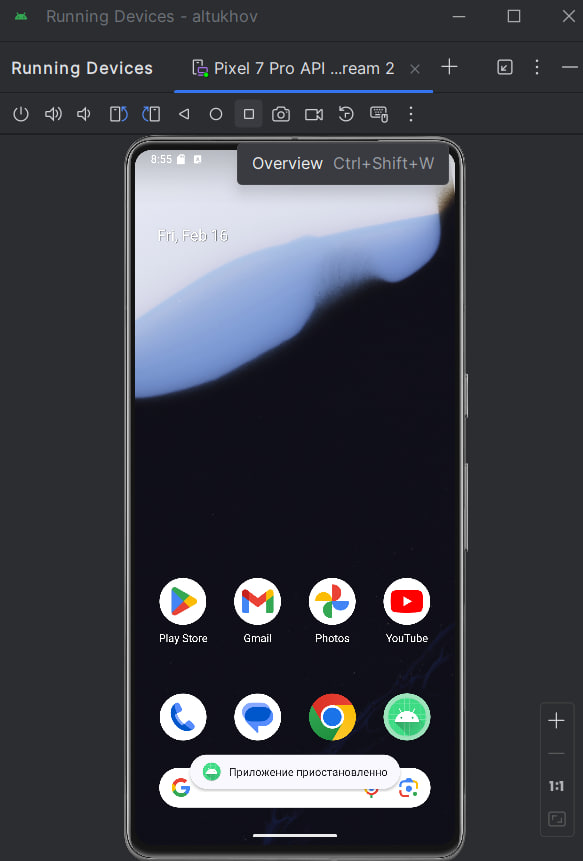 Running Devices - altukhov
Running Devices
Pixel 7 Pro API ...ream 2
Overview Ctrl+Shift+W
8:55
Fri, Feb 16
Play Store
Gmail
Photos
YouTube
Приложение приостановленно
1:1